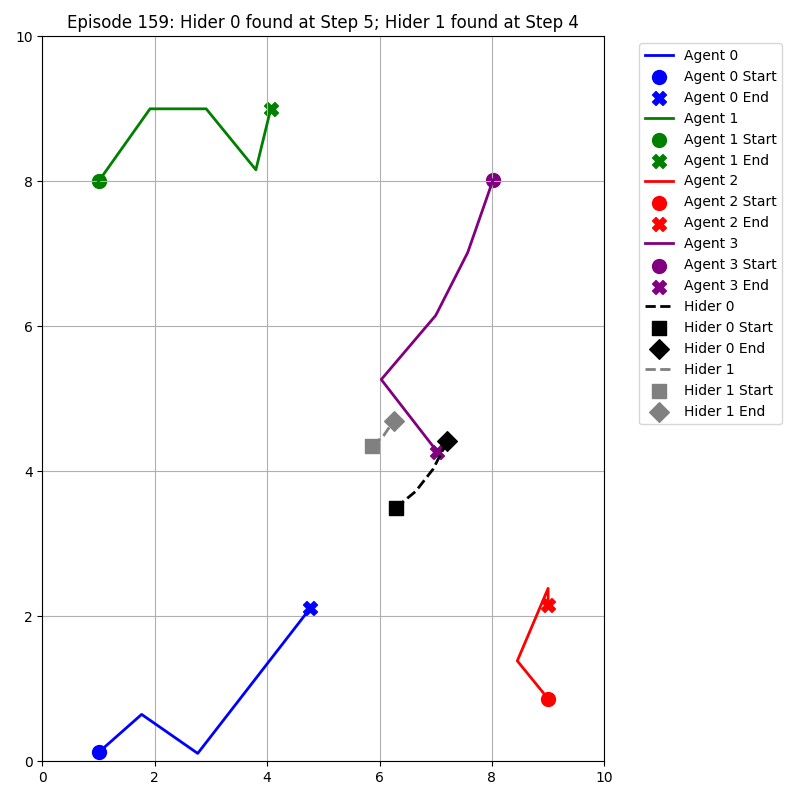 Episode 159: Hider 0 found at Step 5; Hider 1 found at Step 4
10
8
6
4
2
0
0 2 4 6 8 10
Agent 0
Agent 0 Start
Agent 0 End
Agent 1
Agent 1 Start
Agent 1 End
Agent 2
Agent 2 Start
Agent 2 End
Agent 3
Agent 3 Start
Agent 3 End
Hider 0
Hider 0 Start
Hider 0 End
Hider 1
Hider 1 Start
Hider 1 End